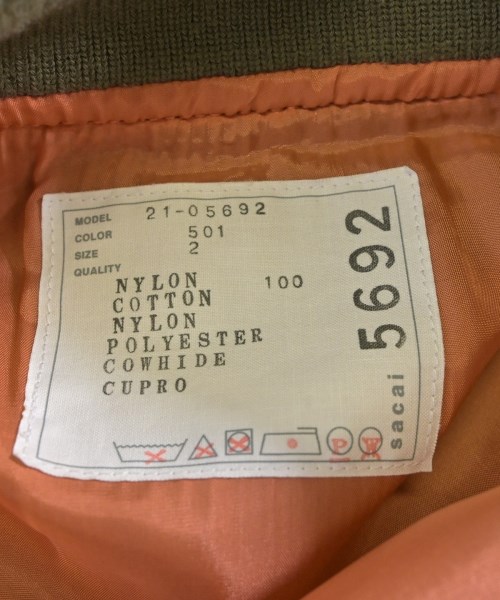 MODEL 21-05692
COLOR 501
SIZE 2
QUALITY
NYLON 100
COTTON
NYLON
POLYESTER
COWHIDE
CUPRO
P W
sacai 5692